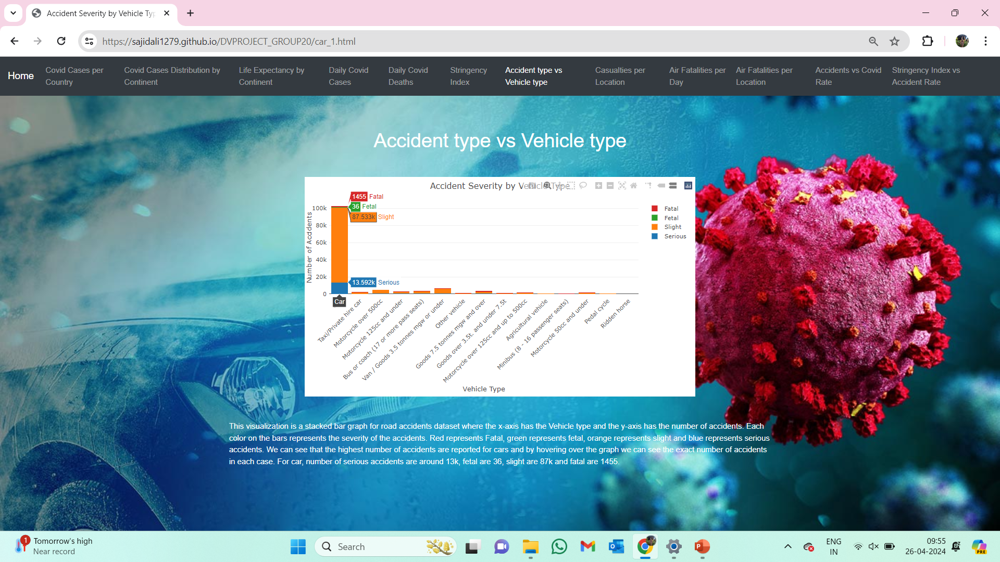 Accident Severity by Vehicle Typ
https://sajidali1279.github.io/DVPROJECT_GROUP20/car_1.html
Home
Covid Cases per
Country
Covid Cases Distribution by
Continent
Life Expectancy by
Continent
Daily Covid
Cases
Daily Covid
Deaths
Stringency
Index
Accident type vs
Vehicle type
Casualties per
Location
Air Fatalities per
Day
Air Fatalities per
Location
Accidents vs Covid
Rate
Stringency Index vs
Accident Rate
Accident type vs Vehicle type
Accident Severity by Vehicle Type
1455 Fatal
36 Fetal
87.533k Slight
13.592k Serious
100k
80k
60k
40k
20k
0
Number of Accidents
Fatal
Fetal
Slight
Serious
Car
Taxi/Private hire car
Motorcycle over 500cc
Motorcycle 125cc and under
Bus or coach (17 or more pass seats)
Van / Goods 3.5 tonnes mgw or under
Other vehicle
Goods 7.5 tonnes mgw and over
Goods over 3.5t. and under 7.5t
Motorcycle over 125cc and up to 500cc
Agricultural vehicle
Minibus (8 - 16 passenger seats)
Motorcycle 50cc and under
Pedal cycle
Ridden horse
Vehicle Type
This visualization is a stacked bar graph for road accidents dataset where the x-axis has the Vehicle type and the y-axis has the number of accidents. Each
color on the bars represents the severity of the accidents. Red represents Fatal, green represents fetal, orange represents slight and blue represents serious
accidents. We can see that the highest number of accidents are reported for cars and by hovering over the graph we can see the exact number of accidents
in each case. For car, number of serious accidents are around 13k, fetal are 36, slight are 87k and fatal are 1455.
1
Tomorrow's high
Near record
Search
ENG
IN
09:55
26-04-2024
PRE